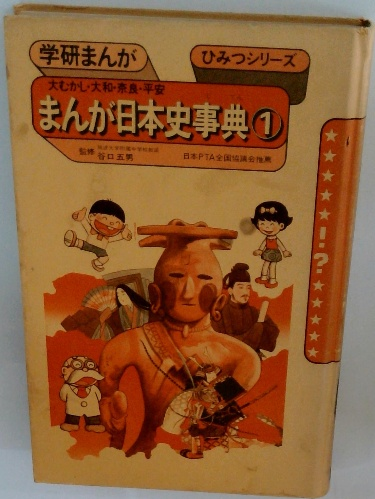 学研まんが
ひみつシリーズ
大むかし・大和・奈良・平安
まんが日本史事典①
監修
谷口五男
日本PTA全国協議会推薦
★★★★★!?★★★★★